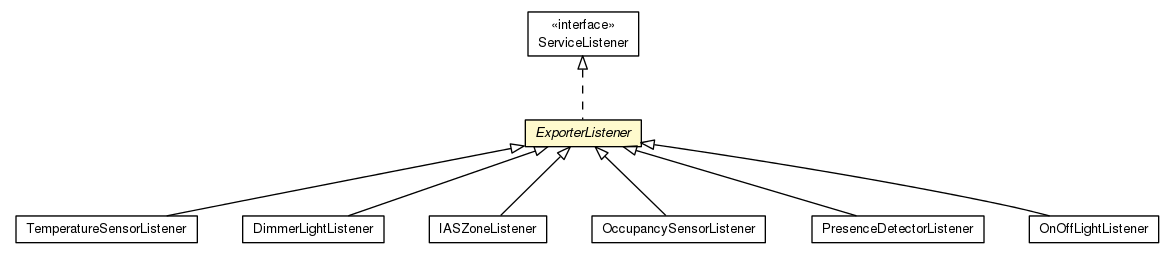 «interface»
ServiceListener
ExporterListener
TemperatureSensorListener
DimmerLightListener
IASZoneListener
OccupancySensorListener
PresenceDetectorListener
OnOffLightListener